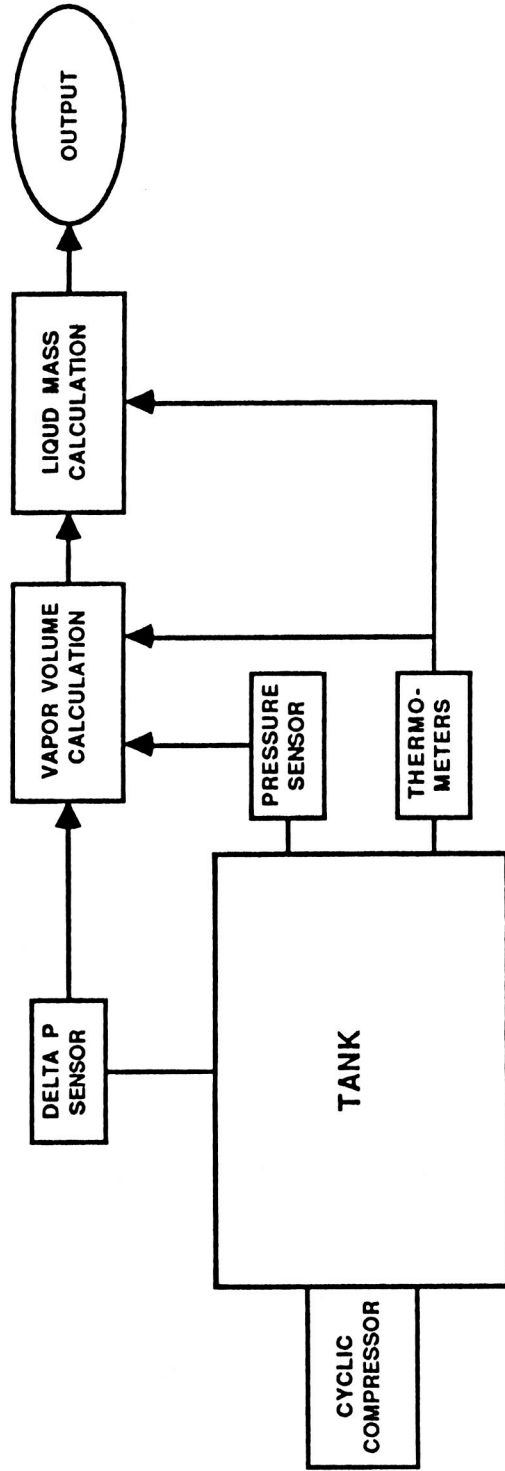 CYCLIC
COMPRESSOR
TANK
DELTA P
SENSOR
PRESSURE
SENSOR
THERMO-
METERS
VAPOR VOLUME
CALCULATION
LIQUD MASS
CALCULATION
OUTPUT